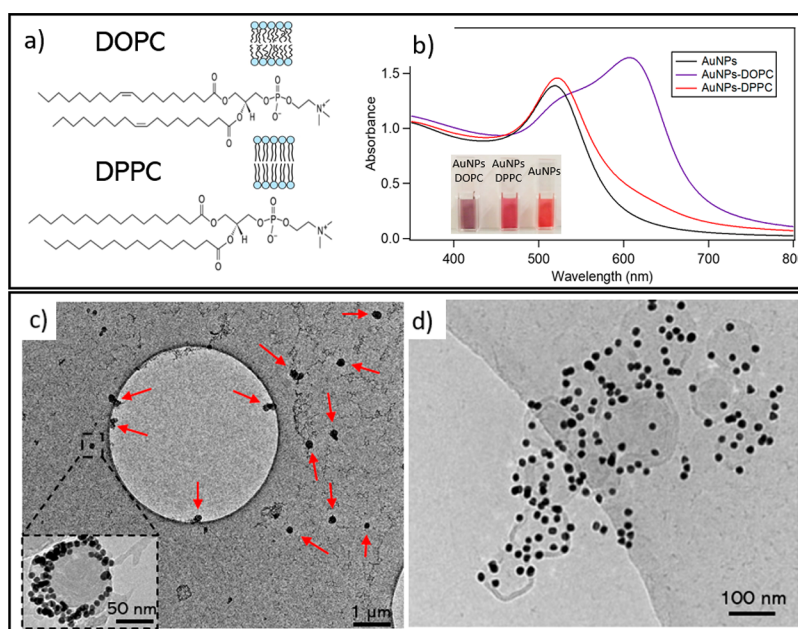 a)
DOPC
O
O
O
O
O
P
O
O⁻
N⁺
H
DPPC
O
O
O
O
O
P
O
O⁻
N⁺
H
b)
AuNPs
AuNPs-DOPC
AuNPs-DPPC
Absorbance
1.5
1.0
0.5
0.0
400
500
600
700
80
Wavelength (nm)
AuNPs
DOPC
AuNPs
DPPC
AuNPs
c)
50 nm
1 µm
d)
100 nm